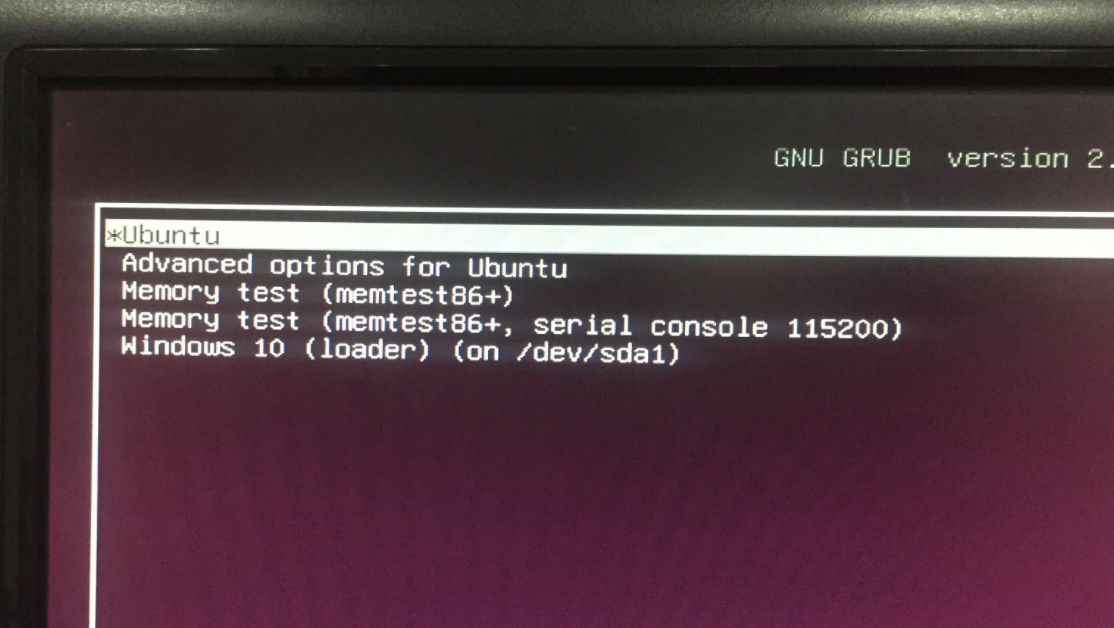 GNU GRUB version 2.
*Ubuntu
Advanced options for Ubuntu
Memory test (memtest86+)
Memory test (memtest86+, serial console 115200)
Windows 10 (loader) (on /dev/sda1)